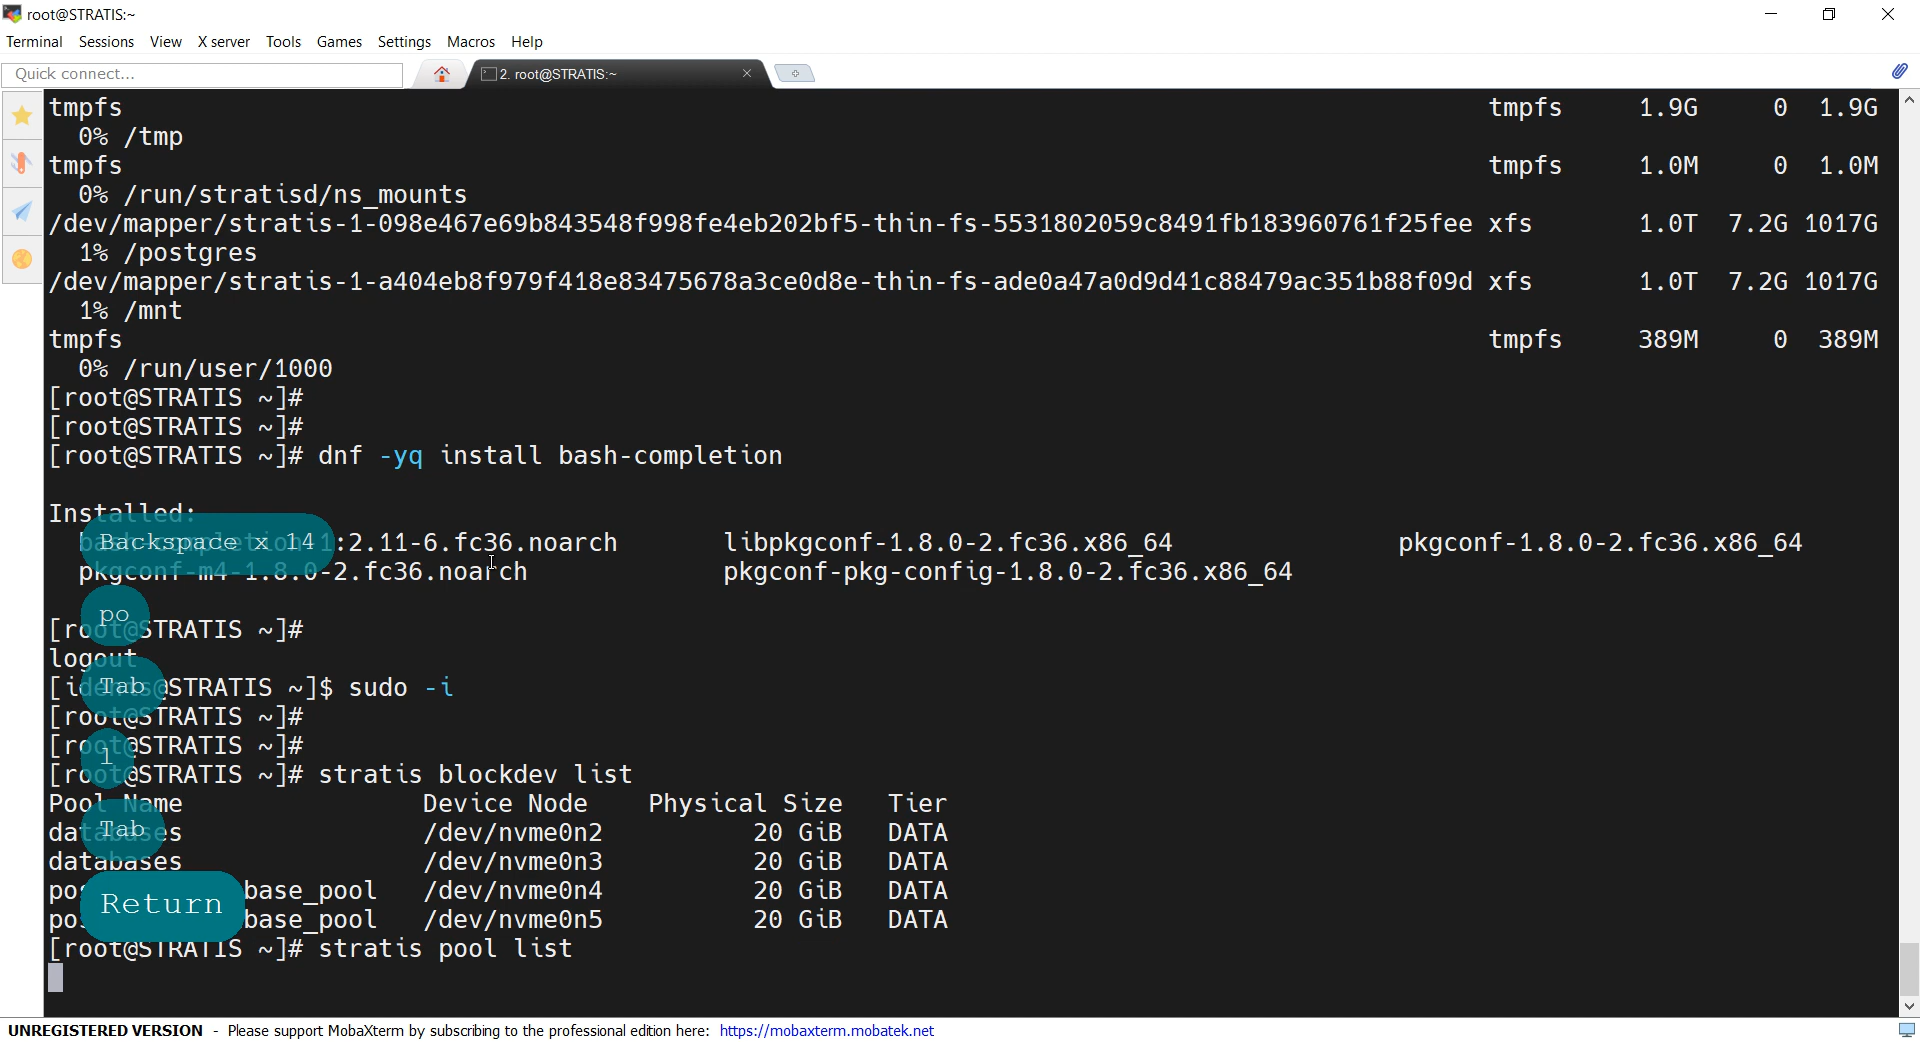 root@STRATIS:~
Terminal Sessions View X server Tools Games Settings Macros Help
Quick connect...
2. root@STRATIS:~
tmpfs tmpfs 1.9G 0 1.9G
0% /tmp
tmpfs tmpfs 1.0M 0 1.0M
0% /run/stratisd/ns_mounts
/dev/mapper/stratis-1-098e467e69b843548f998fe4eb202bf5-thin-fs-5531802059c8491fb183960761f25fee xfs 1.0T 7.2G 1017G
1% /postgres
/dev/mapper/stratis-1-a404eb8f979f418e83475678a3ce0d8e-thin-fs-ade0a47a0d9d41c88479ac351b88f09d xfs 1.0T 7.2G 1017G
1% /mnt
tmpfs tmpfs 389M 0 389M
0% /run/user/1000
[root@STRATIS ~]#
[root@STRATIS ~]#
[root@STRATIS ~]# dnf -yq install bash-completion
Installed:
bash-completion-1:2.11-6.fc36.noarch libpkgconf-1.8.0-2.fc36.x86_64 pkgconf-1.8.0-2.fc36.x86_64
Backspace x 14
pkgconf-m4-1.8.0-2.fc36.noarch pkgconf-pkg-config-1.8.0-2.fc36.x86_64
po
[root@STRATIS ~]#
logout
Tab
@STRATIS ~]$ sudo -i
[root@STRATIS ~]#
[root@STRATIS ~]#
l
[root@STRATIS ~]# stratis blockdev list
Pool Name Device Node Physical Size Tier
Tab
databases /dev/nvme0n2 20 GiB DATA
databases /dev/nvme0n3 20 GiB DATA
base_pool /dev/nvme0n4 20 GiB DATA
Return
base_pool /dev/nvme0n5 20 GiB DATA
[root@STRATIS ~]# stratis pool list
UNREGISTERED VERSION - Please support MobaXterm by subscribing to the professional edition here: https://mobaxterm.mobatek.net